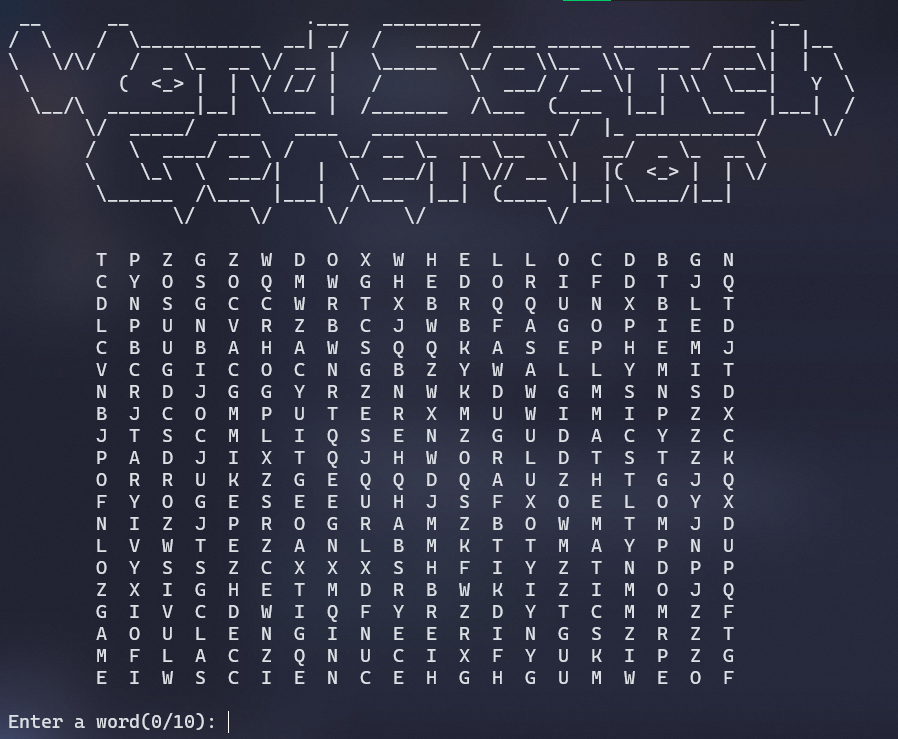 Word Search
Generator
T P Z G Z W D O X W H E L L O C D B G N
C Y O S O Q M W G H E D O R I F D T J Q
D N S G C C W R T X B R Q Q U N X B L T
L P U N V R Z B C J W B F A G O P I E D
C B U B A H A W S Q Q K A S E P H E M J
V C G I C O C N G B Z Y W A L L Y M I T
N R D J G G Y R Z N W K D W G M S N S D
B J C O M P U T E R X M U W I M I P Z X
J T S C M L I Q S E N Z G U D A C Y Z C
P A D J I X T Q J H W O R L D T S T Z K
O R R U K Z G E Q Q D Q A U Z H T G J Q
F Y O G E S E E U H J S F X O E L O Y X
N I Z J P R O G R A M Z B O W M T M J D
L V W T E Z A N L B M K T T M A Y P N U
O Y S S Z C X X X S H F I Y Z T N D P P
Z X I G H E T M D R B W K I Z I M O J Q
G I V C D W I Q F Y R Z D Y T C M M Z F
A O U L E N G I N E E R I N G S Z R Z T
M F L A C Z Q N U C I X F Y U K I P Z G
E I W S C I E N C E H G H G U M W E O F
Enter a word(0/10):